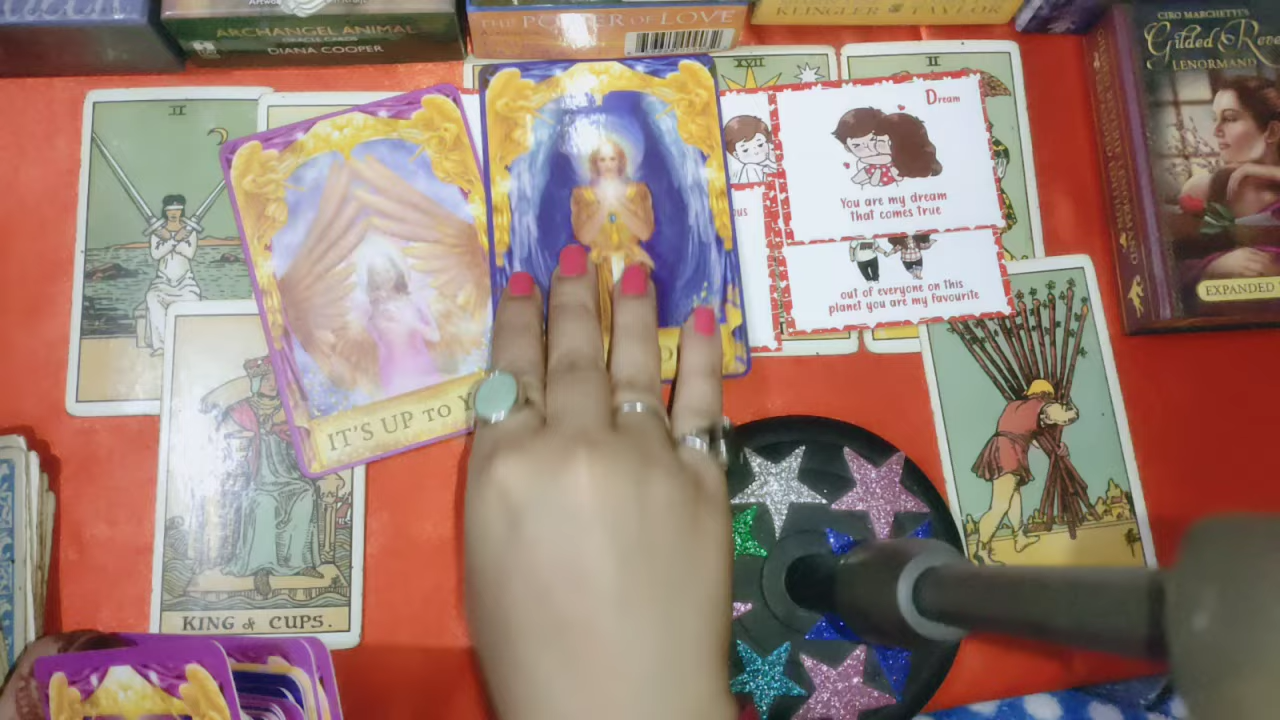 ARCHANGEL ANIMAL
ORACLE CARDS
DIANA COOPER
THE POWER OF LOVE
KLINGLER & TAYLOR
CIRO MARCHETTI'S
LENORMAND
EXPANDED
II
XVII
II
Dream
You are my dream
that comes true
out of everyone on this
planet you are my favourite
IT'S UP TO
KING of CUPS.